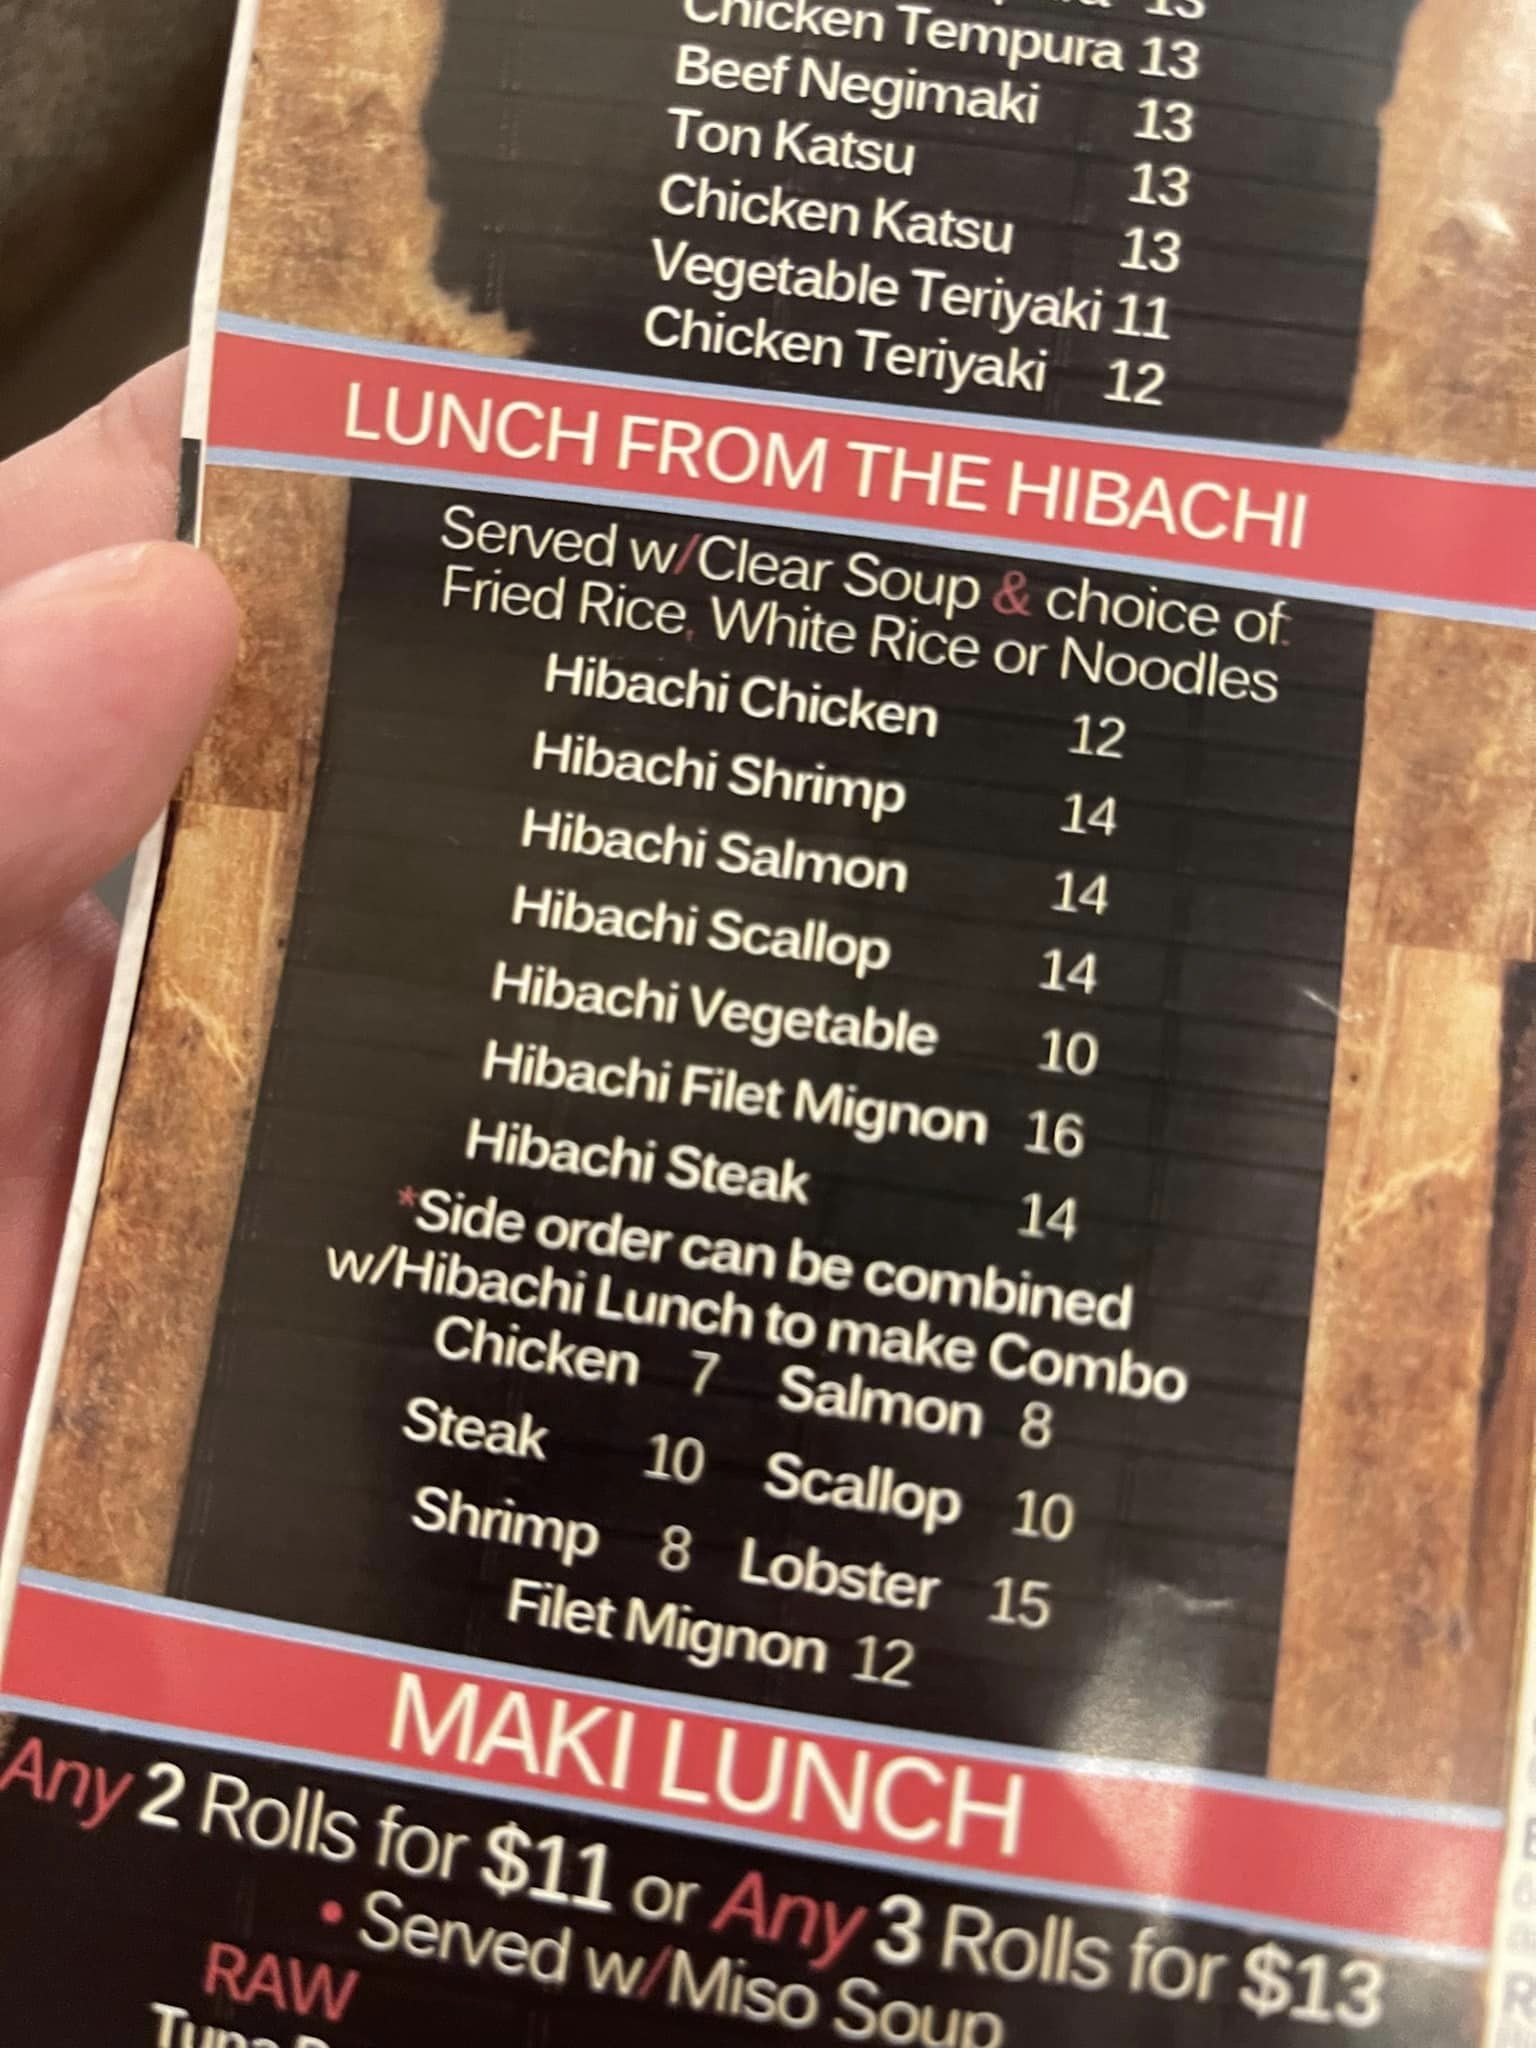 13
Chicken Tempura 13
Beef Negimaki 13
Ton Katsu 13
Chicken Katsu 13
Vegetable Teriyaki 11
Chicken Teriyaki 12
LUNCH FROM THE HIBACHI
Served w/Clear Soup & choice of:
Fried Rice, White Rice or Noodles
Hibachi Chicken 12
Hibachi Shrimp 14
Hibachi Salmon 14
Hibachi Scallop 14
Hibachi Vegetable 10
Hibachi Filet Mignon 16
Hibachi Steak 14
*Side order can be combined
w/Hibachi Lunch to make Combo
Chicken 7 Salmon 8
Steak 10 Scallop 10
Shrimp 8 Lobster 15
Filet Mignon 12
MAKI LUNCH
Any 2 Rolls for $11 or Any 3 Rolls for $13
• Served w/Miso Soup
RAW
Tuna